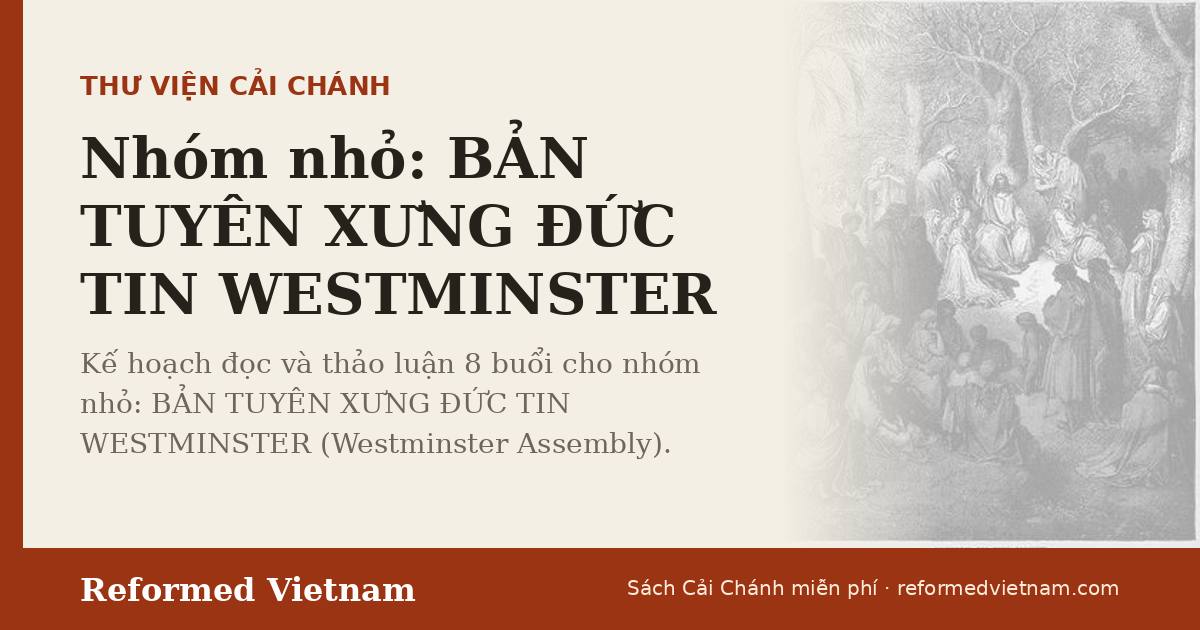 THƯ VIỆN CẢI CHÁNH
Nhóm nhỏ: BẢN
TUYÊN XƯNG ĐỨC
TIN WESTMINSTER
Kế hoạch đọc và thảo luận 8 buổi cho nhóm
nhỏ: BẢN TUYÊN XƯNG ĐỨC TIN
WESTMINSTER (Westminster Assembly).
Reformed Vietnam
Sách Cải Chánh miễn phí · reformedvietnam.com